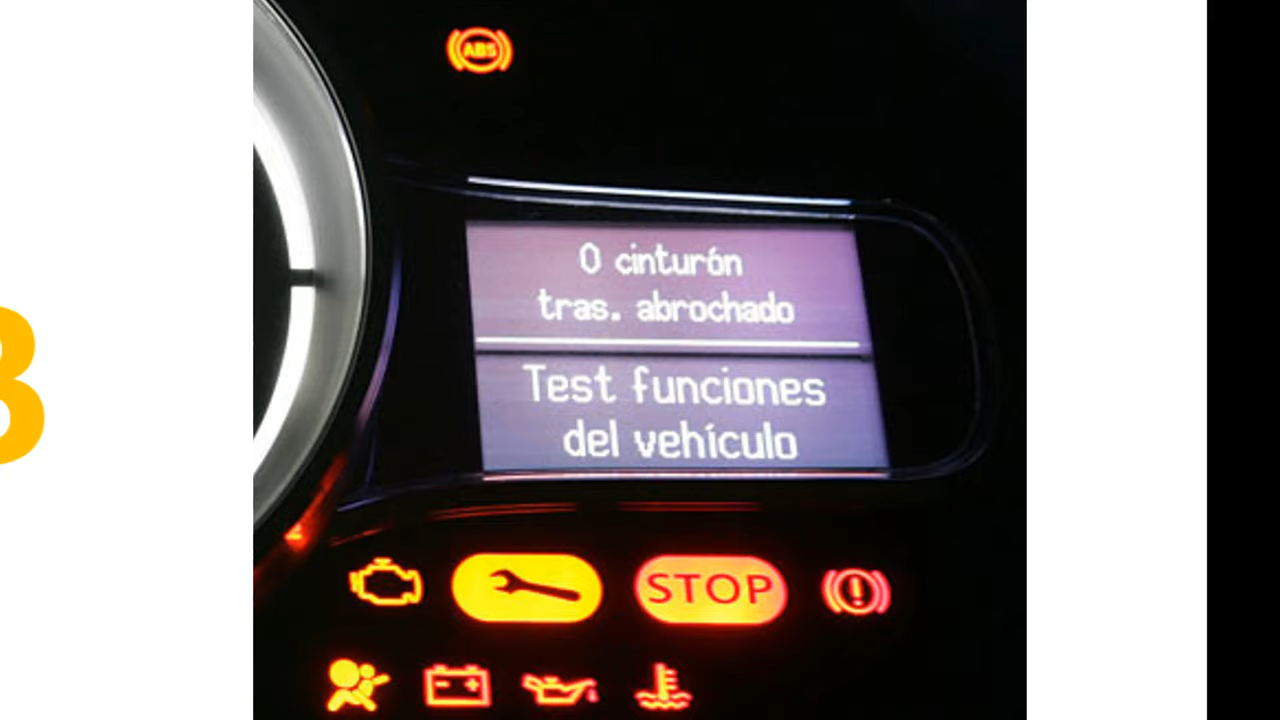 ABS
0 cinturón
tras. abrochado
Test funciones
del vehículo
STOP